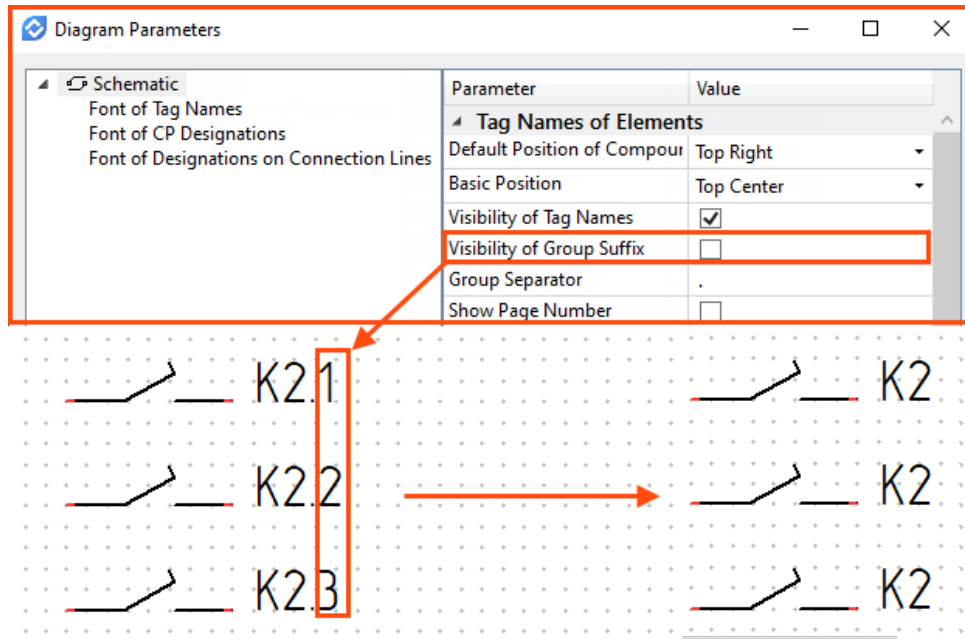 Diagram Parameters
Schematic
Font of Tag Names
Font of CP Designations
Font of Designations on Connection Lines
Parameter Value
Tag Names of Elements
Default Position of Compour Top Right
Basic Position Top Center
Visibility of Tag Names
Visibility of Group Suffix
Group Separator .
Show Page Number
K2.1 K2
K2.2 K2
K2.3 K2